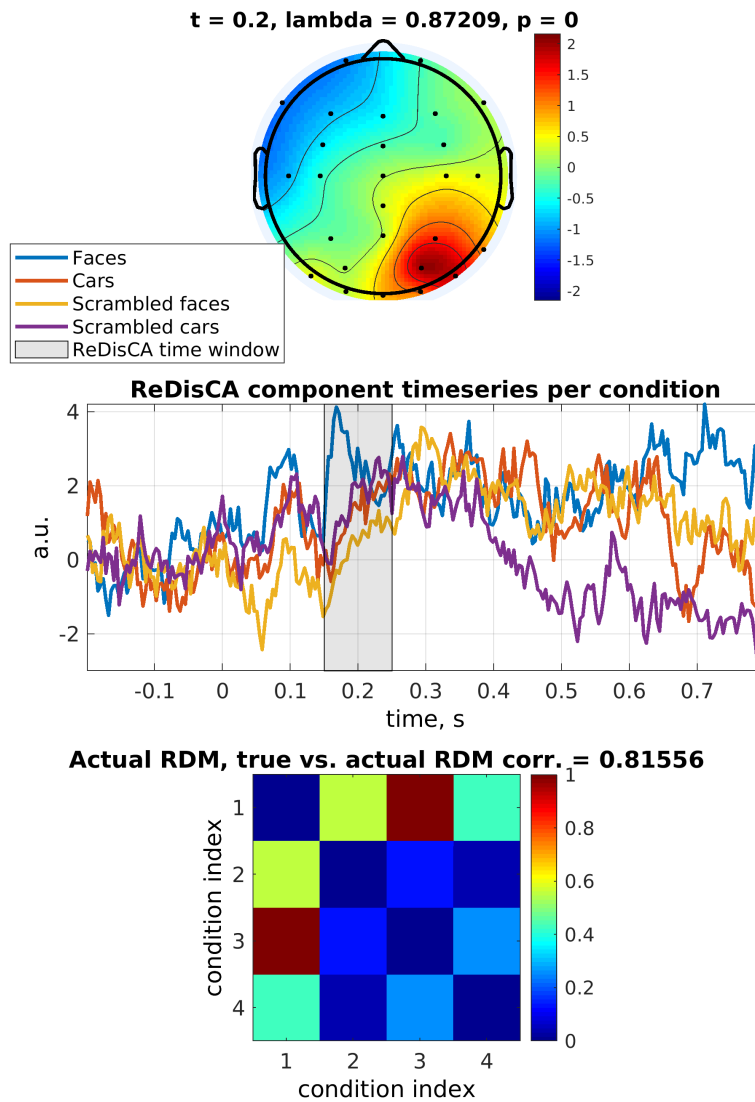 t = 0.2, lambda = 0.87209, p = 0
2
1.5
1
0.5
0
-0.5
-1
-1.5
-2
Faces
Cars
Scrambled faces
Scrambled cars
ReDisCA time window
ReDisCA component timeseries per condition
4
2
0
-2
a.u.
-0.1 0 0.1 0.2 0.3 0.4 0.5 0.6 0.7
time, s
Actual RDM, true vs. actual RDM corr. = 0.81556
1
2
3
4
condition index
1 2 3 4
condition index
1
0.8
0.6
0.4
0.2
0